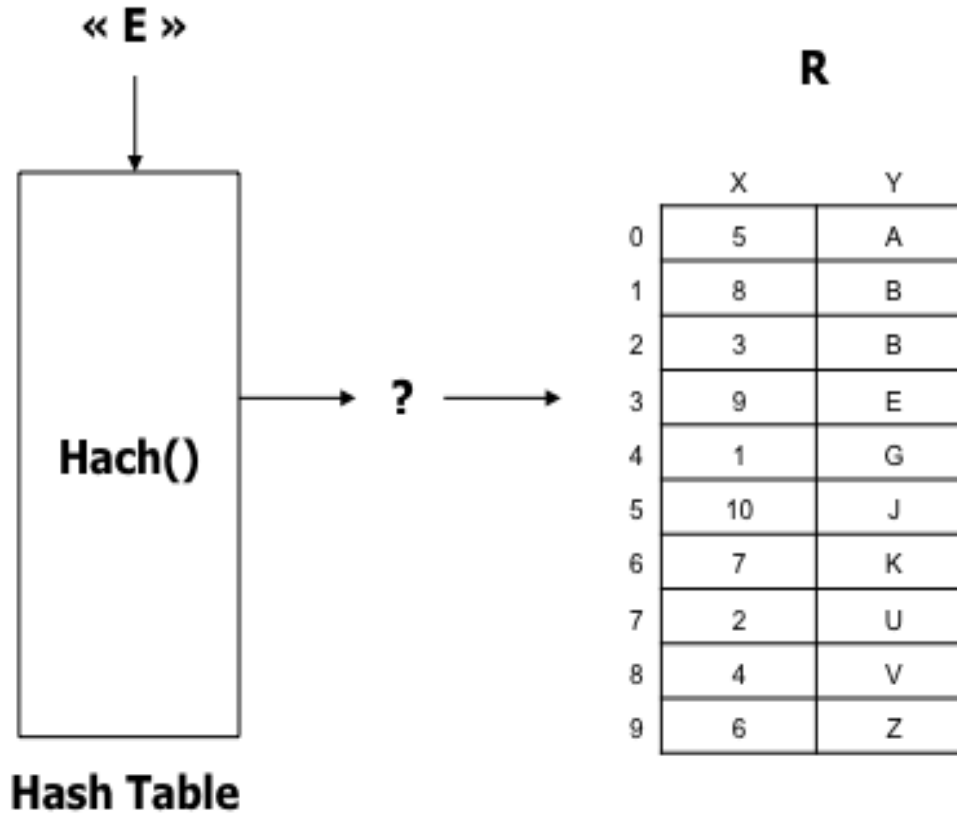 « E »
R
X Y
0 5 A
1 8 B
2 3 B
3 9 E
?
4 1 G
Hach()
5 10 J
6 7 K
7 2 U
8 4 V
9 6 Z
Hash Table